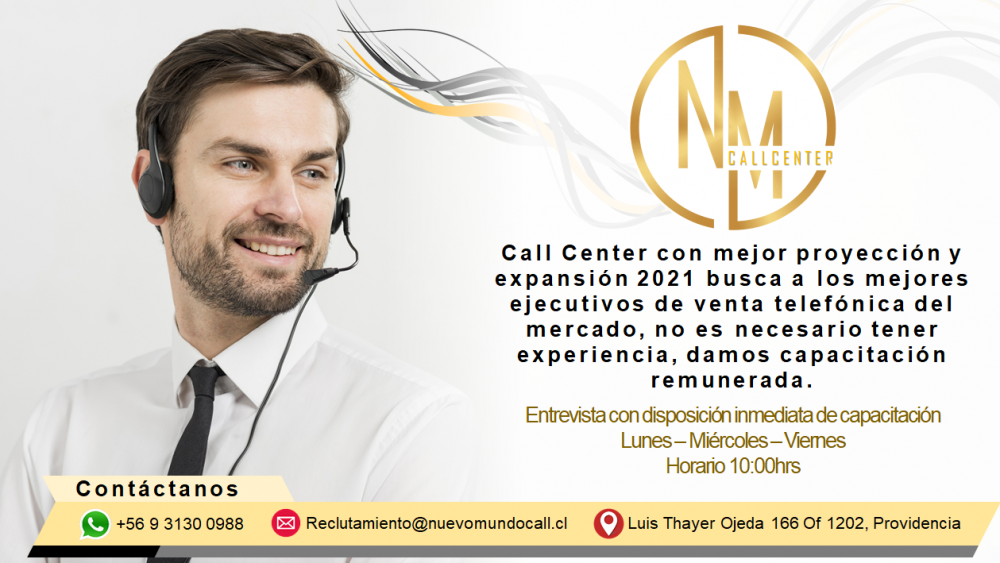 NM
CALLCENTER
Call Center con mejor proyección y
expansión 2021 busca a los mejores
ejecutivos de venta telefónica del
mercado, no es necesario tener
experiencia, damos capacitación
remunerada.
Entrevista con disposición inmediata de capacitación
Lunes – Miércoles – Viernes
Horario 10:00hrs
Contáctanos
+56 9 3130 0988
Reclutamiento@nuevomundocall.cl
Luis Thayer Ojeda 166 Of 1202, Providencia